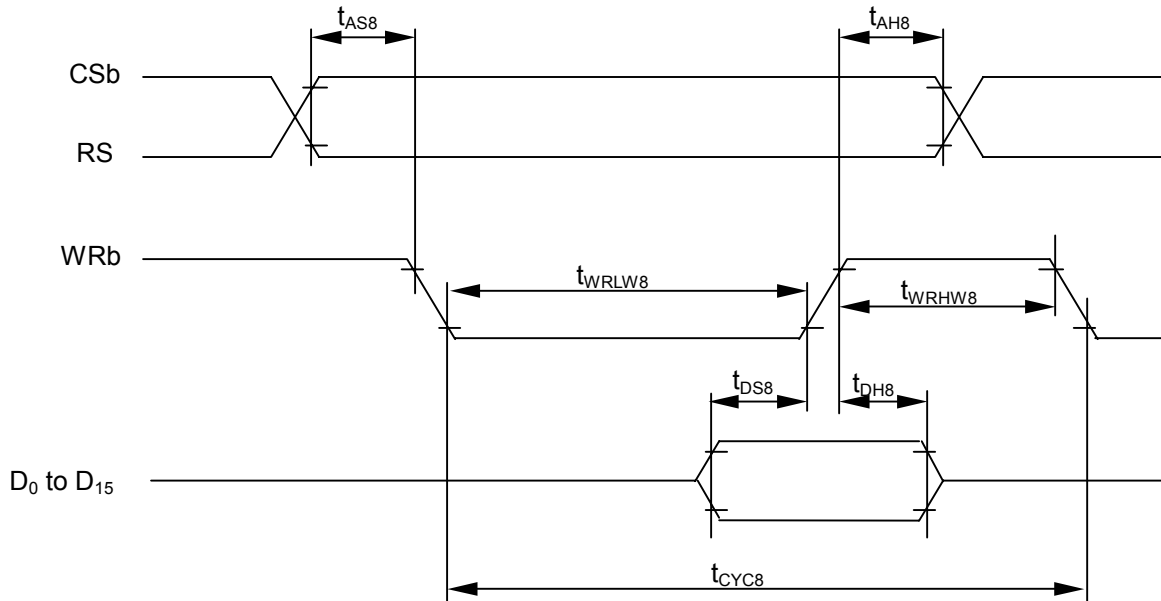 tAS8 tAH8
CSb
RS
WRb
tWRLW8
tWRHW8
tDS8 tDH8
D0 to D15
tCYC8